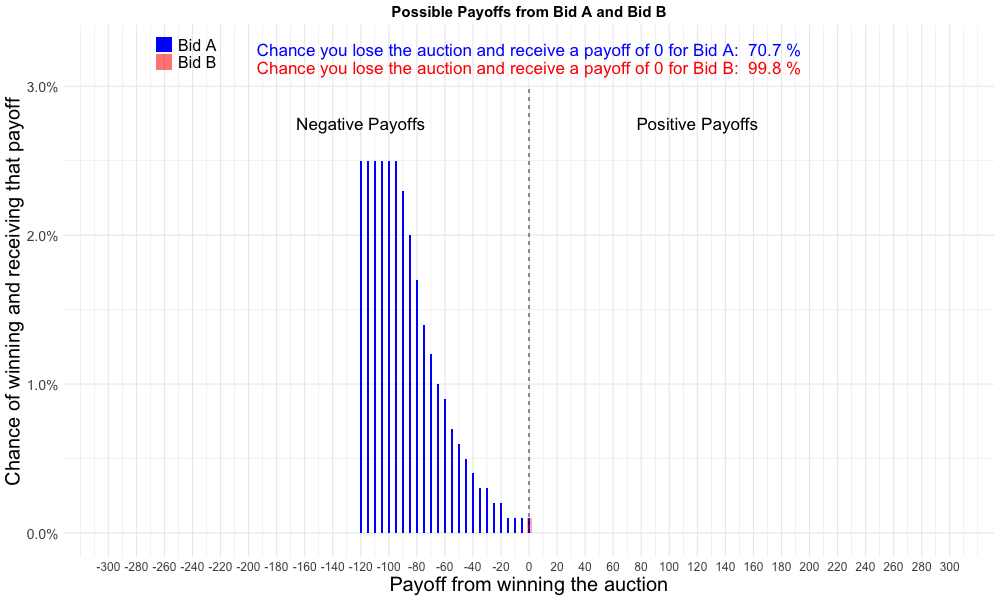 Possible Payoffs from Bid A and Bid B
Bid A
Bid B
Chance you lose the auction and receive a payoff of 0 for Bid A:  70.7 %
Chance you lose the auction and receive a payoff of 0 for Bid B:  99.8 %
Negative Payoffs
Positive Payoffs
Chance of winning and receiving that payoff
3.0%
2.0%
1.0%
0.0%
-300 -280 -260 -240 -220 -200 -180 -160 -140 -120 -100 -80 -60 -40 -20 0 20 40 60 80 100 120 140 160 180 200 220 240 260 280 300
Payoff from winning the auction